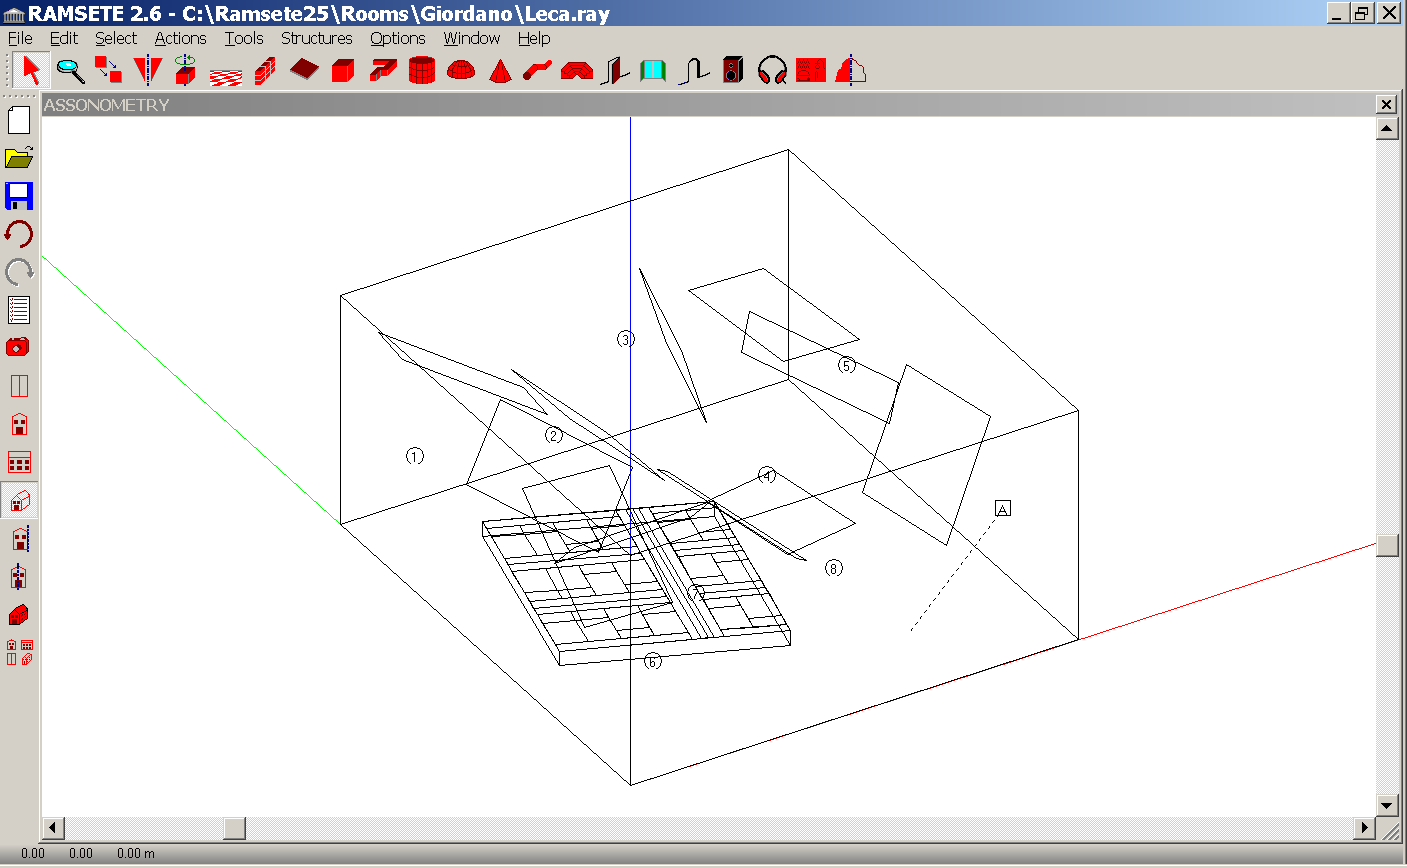 RAMSETE 2.6 - C:\Ramsete25\Rooms\Giordano\Leca.ray
File Edit Select Actions Tools Structures Options Window Help
ASSONOMETRY
3
5
2
1
4
A
8
7
6
0.00 0.00 0.00 m